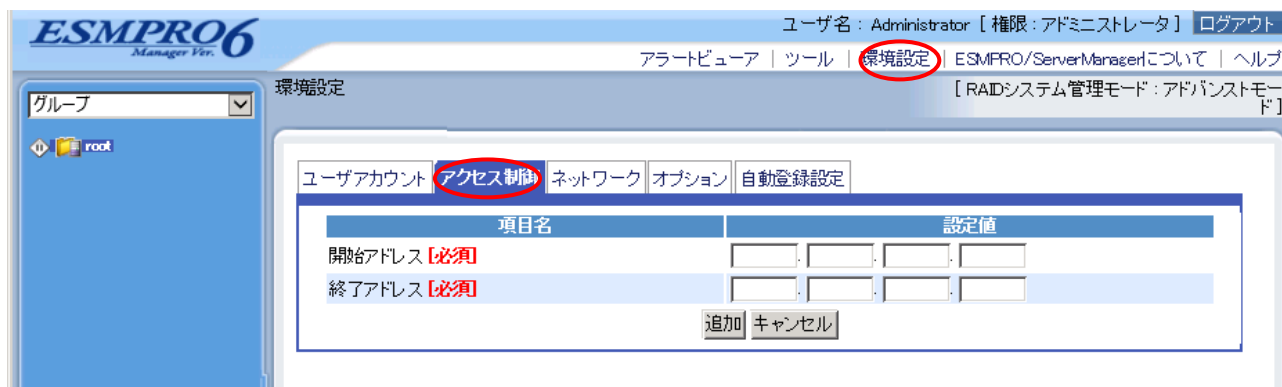 ESMPRO6
Manager Ver.
ユーザ名：Administrator [ 権限：アドミニストレータ ] ログアウト
アラートビューア | ツール | 環境設定 | ESMPRO/ServerManagerについて | ヘルプ
グループ
root
環境設定
[ RAIDシステム管理モード：アドバンストモード ]
ユーザアカウント アクセス制御 ネットワーク オプション 自動登録設定
項目名 設定値
開始アドレス [必須] . . .
終了アドレス [必須] . . .
追加 キャンセル